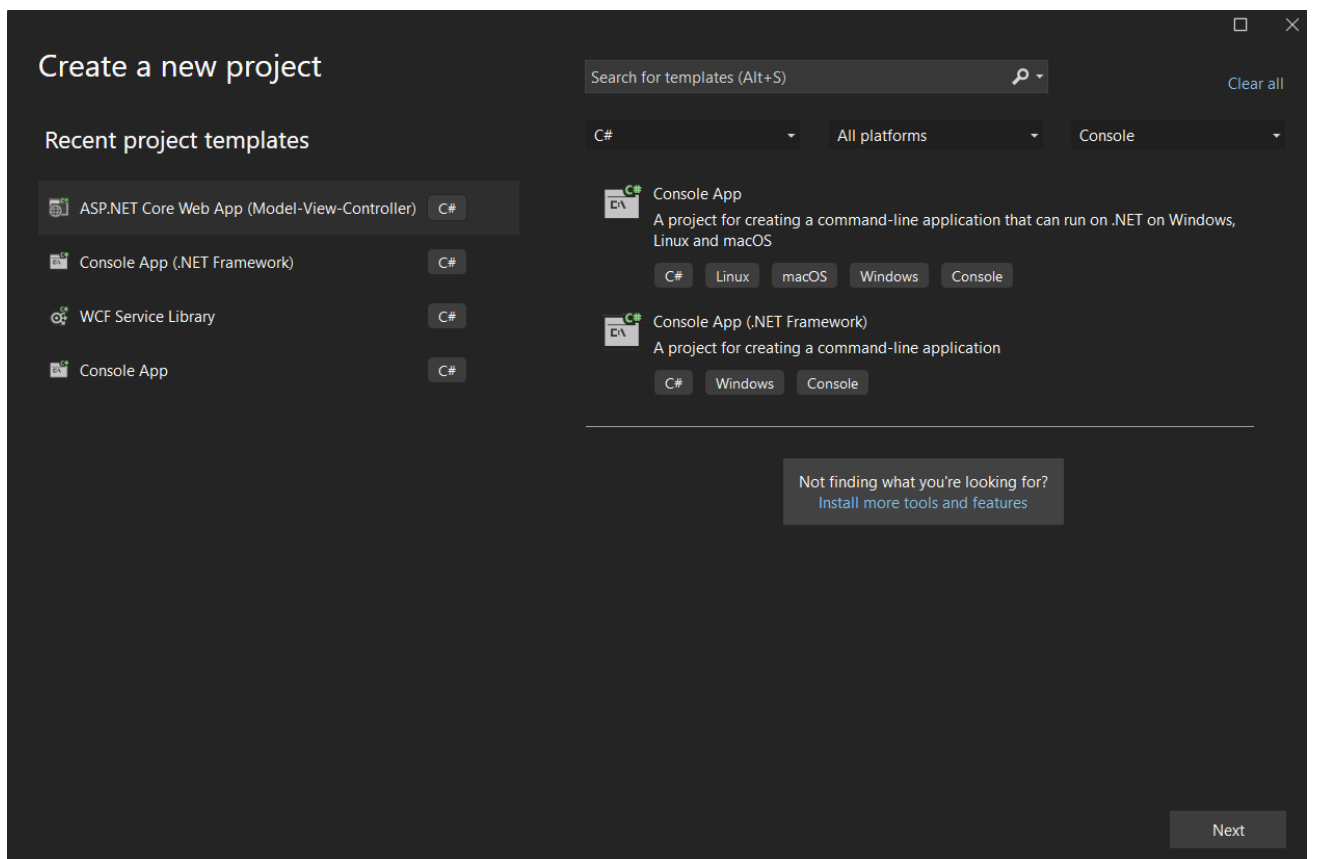 Create a new project
Search for templates (Alt+S)
Clear all
Recent project templates
C#
All platforms
Console
ASP.NET Core Web App (Model-View-Controller)
C#
Console App (.NET Framework)
C#
WCF Service Library
C#
Console App
C#
C#
C:\
Console App
A project for creating a command-line application that can run on .NET on Windows,
Linux and macOS
C#
Linux
macOS
Windows
Console
C#
C:\
Console App (.NET Framework)
A project for creating a command-line application
C#
Windows
Console
Not finding what you're looking for?
Install more tools and features
Next